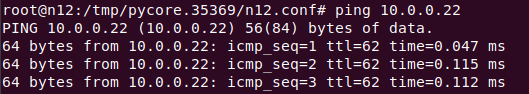 root@n12:/tmp/pycore.35369/n12.conf# ping 10.0.0.22
PING 10.0.0.22 (10.0.0.22) 56(84) bytes of data.
64 bytes from 10.0.0.22: icmp_seq=1 ttl=62 time=0.047 ms
64 bytes from 10.0.0.22: icmp_seq=2 ttl=62 time=0.115 ms
64 bytes from 10.0.0.22: icmp_seq=3 ttl=62 time=0.112 ms